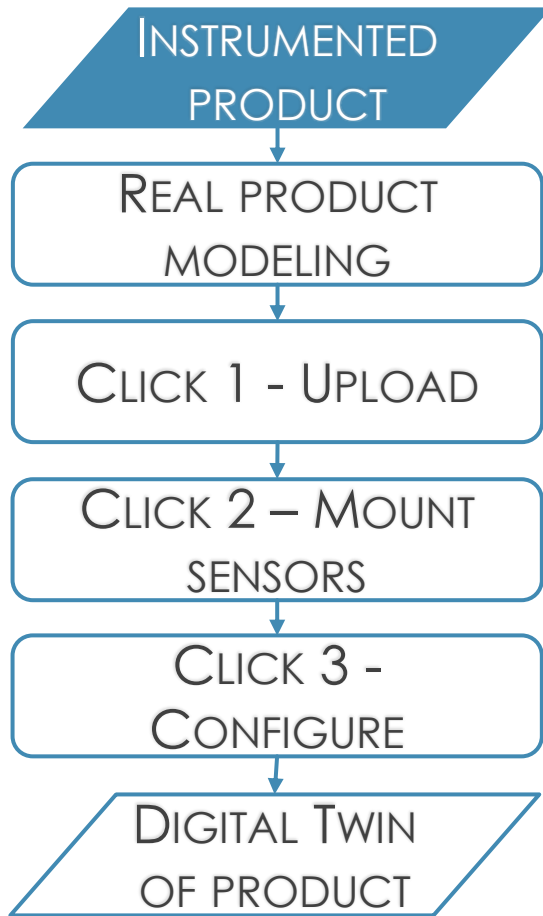 INSTRUMENTED
PRODUCT
REAL PRODUCT
MODELING
CLICK 1 - UPLOAD
CLICK 2 – MOUNT
SENSORS
CLICK 3 -
CONFIGURE
DIGITAL TWIN
OF PRODUCT